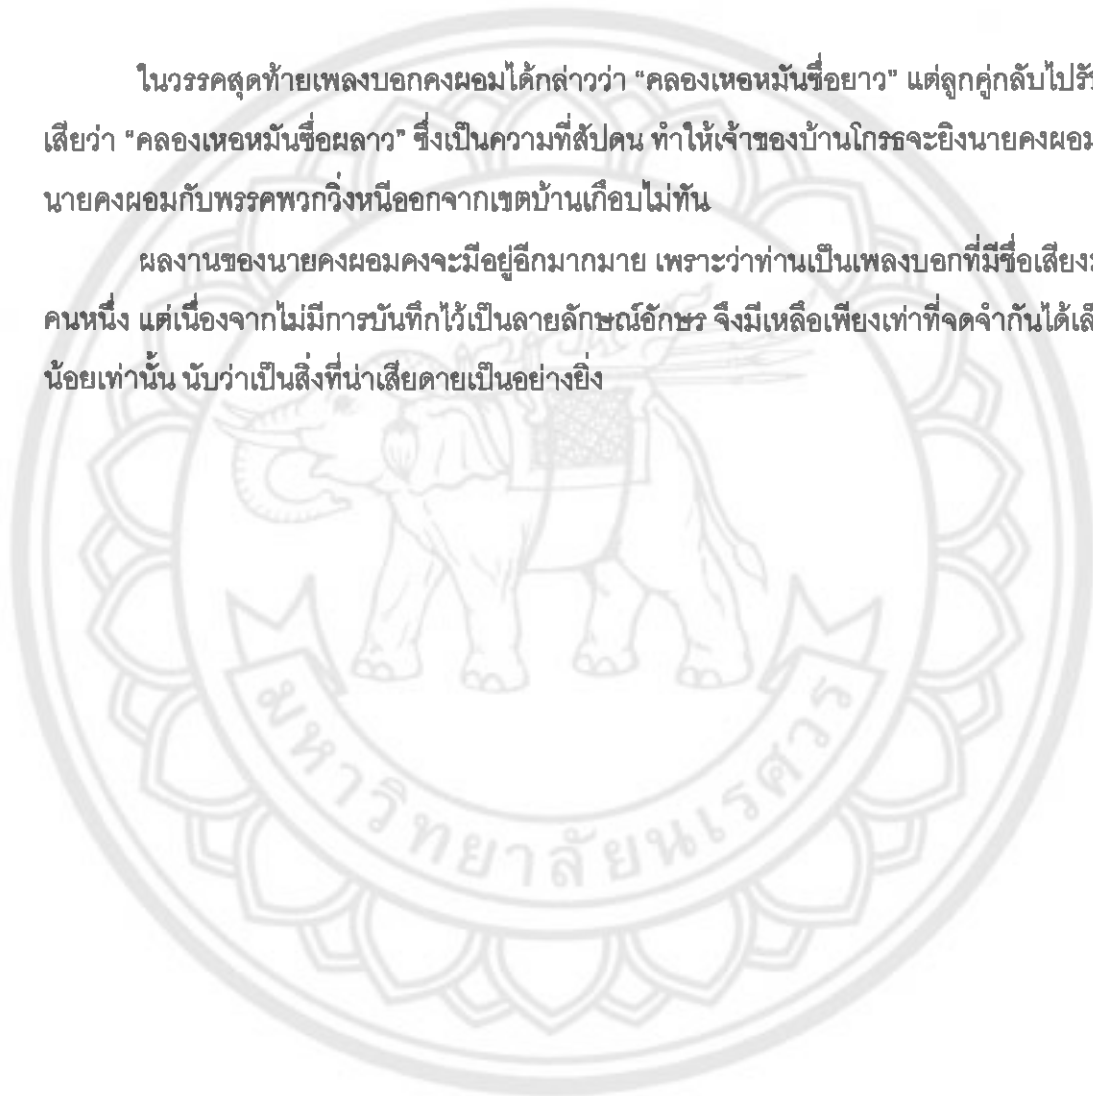 ในวรรคสุดท้ายเพลงบอกคงผอมได้กล่าวว่า “คลองเหอหมันชื่อยาว” แต่ลูกคู่กลับไปรับ
เสียว่า “คลองเหอหมันชื่อผลาว” ซึ่งเป็นความที่สัปดน ทำให้เจ้าของบ้านโกรธจะยิงนายคงผอม
นายคงผอมกับพรรคพวกวิ่งหนีออกจากเขตบ้านเกือบไม่ทัน
ผลงานของนายคงผอมคงจะมีอยู่อีกมากมาย เพราะว่าท่านเป็นเพลงบอกที่มีชื่อเสียง
คนหนึ่ง แต่เนื่องจากไม่มีการบันทึกไว้เป็นลายลักษณ์อักษร จึงมีเหลือเพียงเท่าที่จดจำกันได้
น้อยเท่านั้น นับว่าเป็นสิ่งที่น่าเสียดายเป็นอย่างยิ่ง
มหาวิทยาลัยนเรศวร